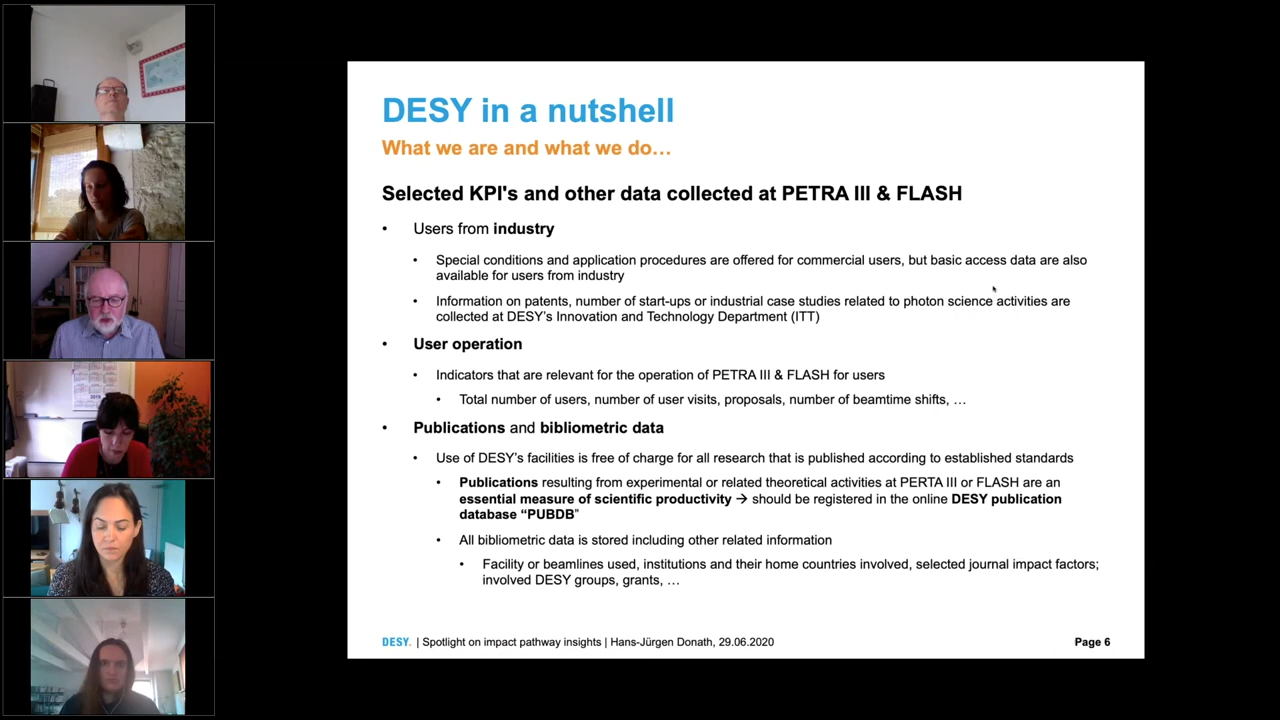 DESY in a nutshell
What we are and what we do…
Selected KPI's and other data collected at PETRA III & FLASH
• Users from industry
• Special conditions and application procedures are offered for commercial users, but basic access data are also
available for users from industry
• Information on patents, number of start-ups or industrial case studies related to photon science activities are
collected at DESY's Innovation and Technology Department (ITT)
• User operation
• Indicators that are relevant for the operation of PETRA III & FLASH for users
• Total number of users, number of user visits, proposals, number of beamtime shifts, …
• Publications and bibliometric data
• Use of DESY's facilities is free of charge for all research that is published according to established standards
• Publications resulting from experimental or related theoretical activities at PERTA III or FLASH are an
essential measure of scientific productivity → should be registered in the online DESY publication
database “PUBDB”
• All bibliometric data is stored including other related information
• Facility or beamlines used, institutions and their home countries involved, selected journal impact factors;
involved DESY groups, grants, …
DESY. | Spotlight on impact pathway insights | Hans-Jürgen Donath, 29.06.2020
Page 6